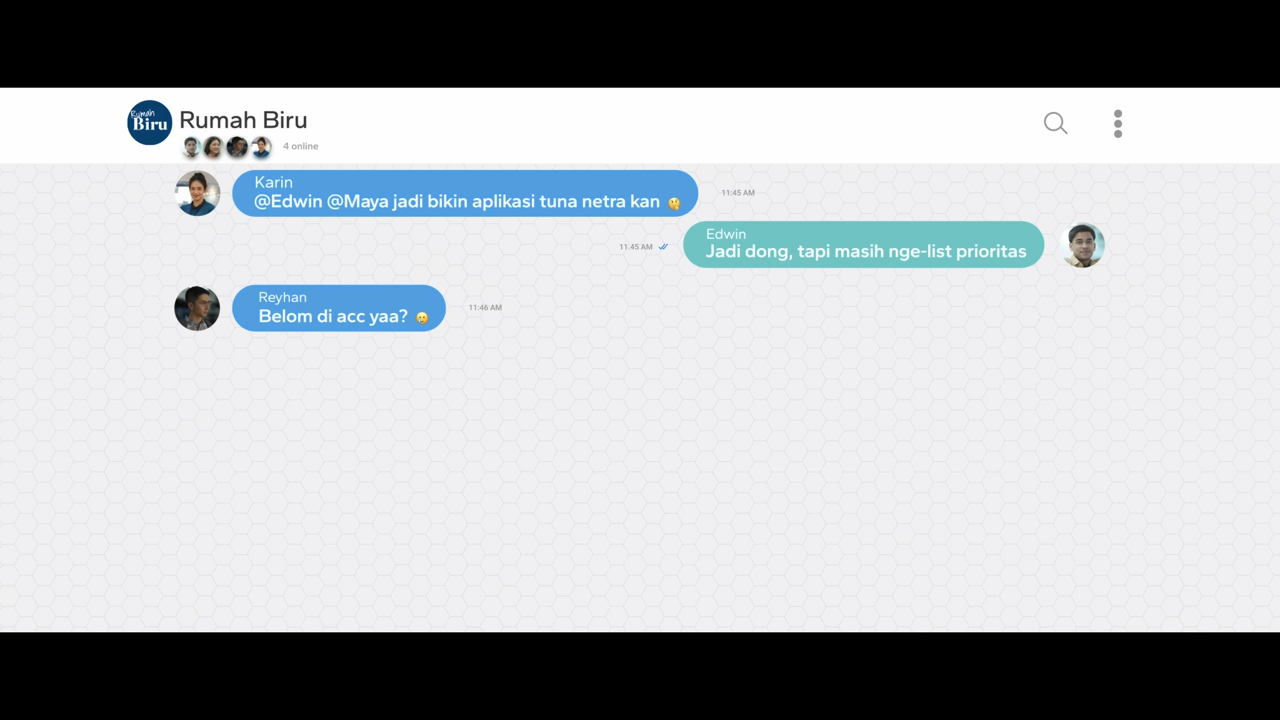 Rumah
Biru
Rumah Biru
4 online
Karin
@Edwin @Maya jadi bikin aplikasi tuna netra kan 🤔
11:45 AM
Edwin
Jadi dong, tapi masih nge-list prioritas
11:45 AM
Reyhan
Belom di acc yaa? 🥲
11:46 AM